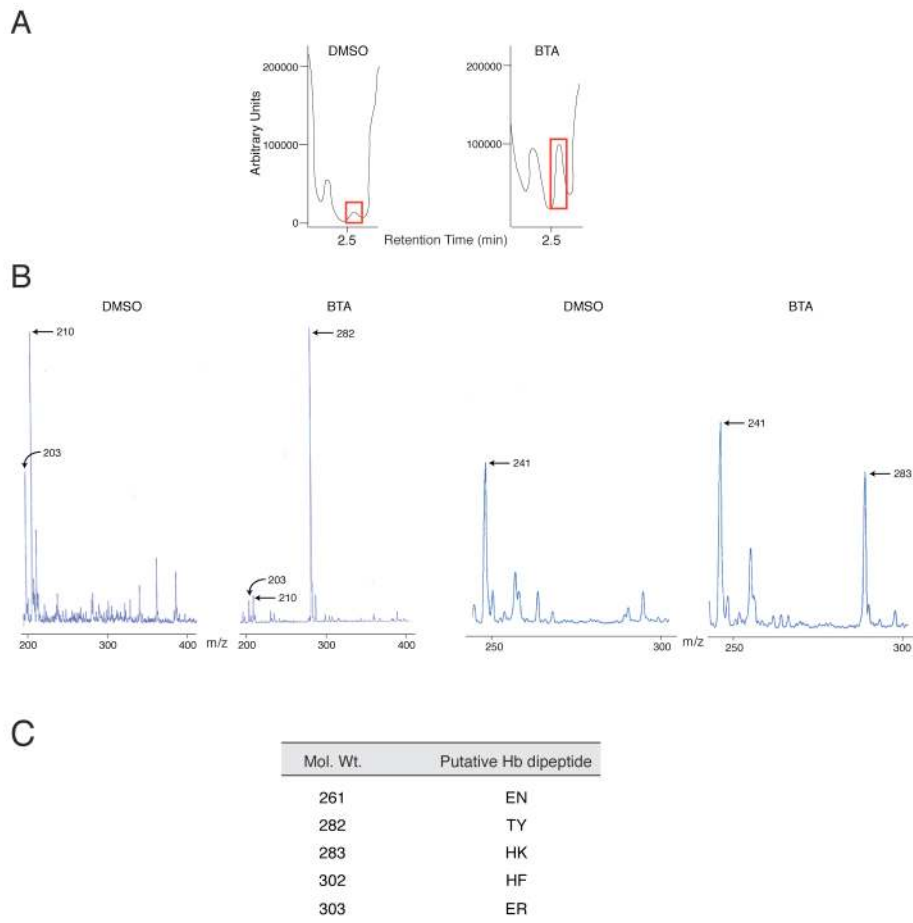 A
DMSO
BTA
200000
100000
0
Arbitrary Units
2.5
200000
100000
2.5
Retention Time (min)
B
DMSO
BTA
DMSO
BTA
210
203
200
300
400
282
203
210
200
300
400
m/z
241
250
300
241
283
250
300
m/z
C
Mol. Wt. Putative Hb dipeptide
261 EN
282 TY
283 HK
302 HF
303 ER